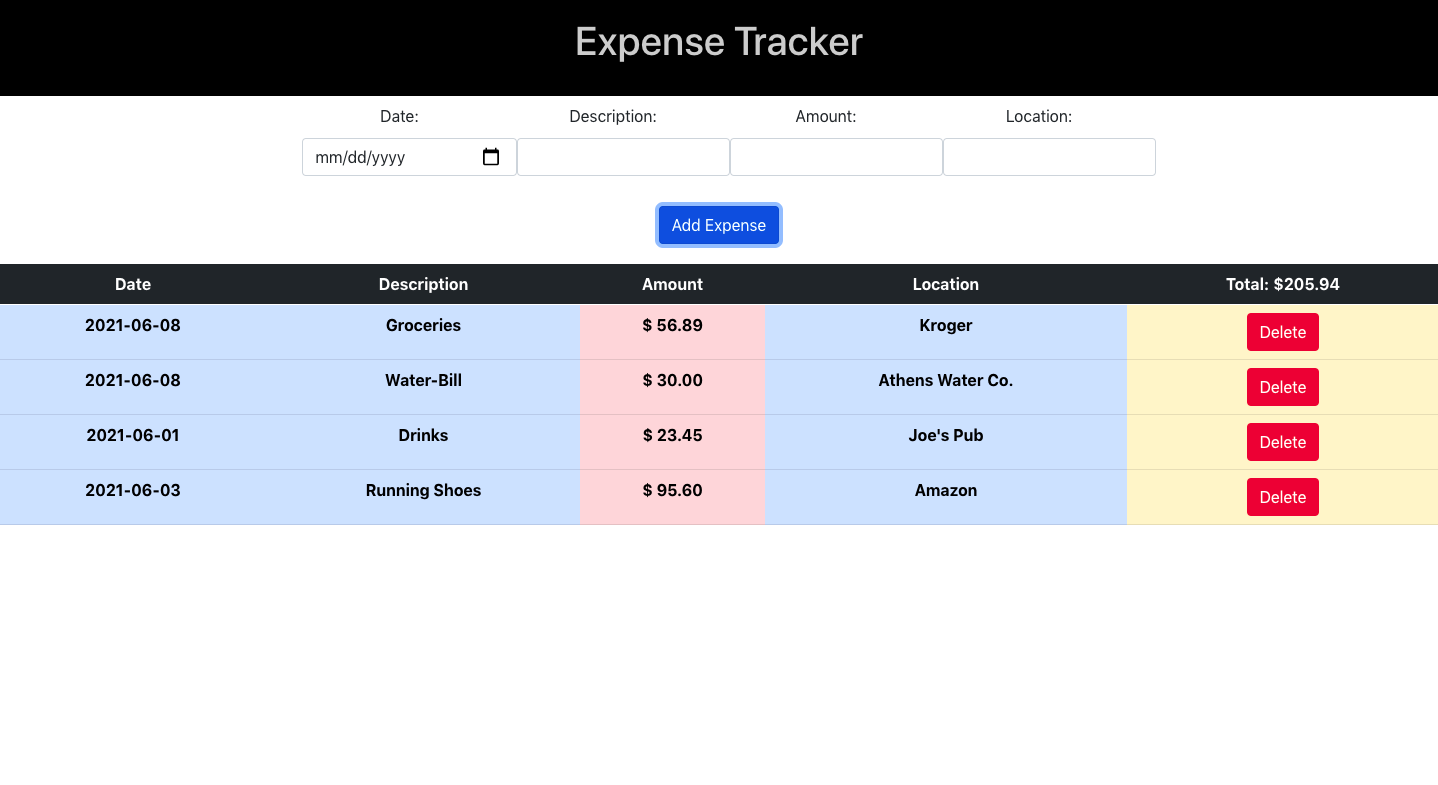 Expense Tracker
Date: Description: Amount: Location:
mm/dd/yyyy
Add Expense
Date Description Amount Location Total: $205.94
2021-06-08 Groceries $ 56.89 Kroger Delete
2021-06-08 Water-Bill $ 30.00 Athens Water Co. Delete
2021-06-01 Drinks $ 23.45 Joe's Pub Delete
2021-06-03 Running Shoes $ 95.60 Amazon Delete